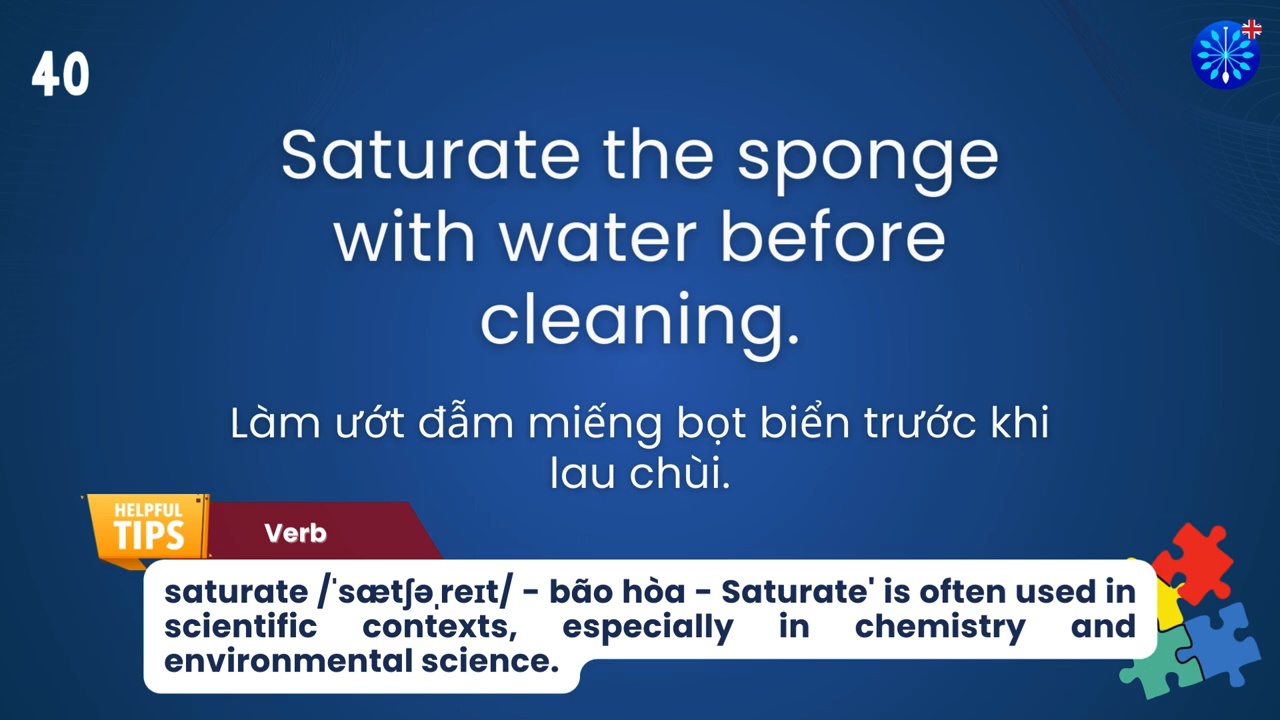 40
Saturate the sponge
with water before
cleaning.
Làm ướt đẫm miếng bọt biển trước khi
lau chùi.
HELPFUL
TIPS
Verb
saturate /ˈsætʃəˌreɪt/ - bão hòa - Saturate' is often used in
scientific contexts, especially in chemistry and
environmental science.